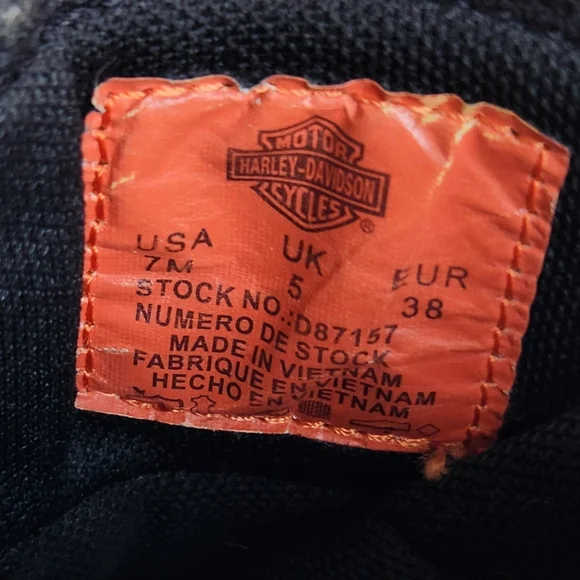 MOTOR
HARLEY-DAVIDSON
CYCLES
®
USA UK EUR
7M 5 38
STOCK NO.:D87157
NUMERO DE STOCK
MADE IN VIETNAM
FABRIQUE EN VIETNAM
HECHO EN VIETNAM